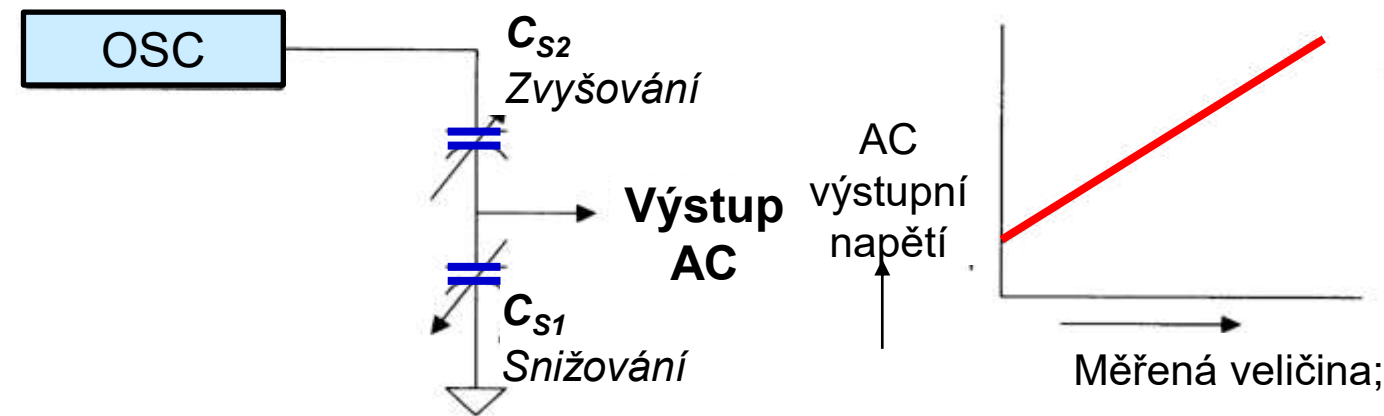 OSC
C_S2
Zvyšování
Výstup
AC
C_S1
Snižování
AC
výstupní
napětí
Měřená veličina;